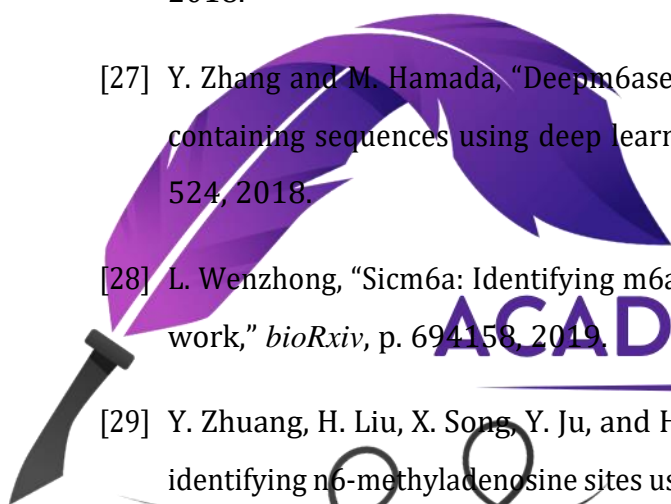 2018.
[27] Y. Zhang and M. Hamada, “Deepm6ase
containing sequences using deep learn
524, 2018.
[28] L. Wenzhong, “Sicm6a: Identifying m6a
work,” bioRxiv, p. 694158, 2019.
ACAD
[29] Y. Zhuang, H. Liu, X. Song, Y. Ju, and H
identifying n6-methyladenosine sites us